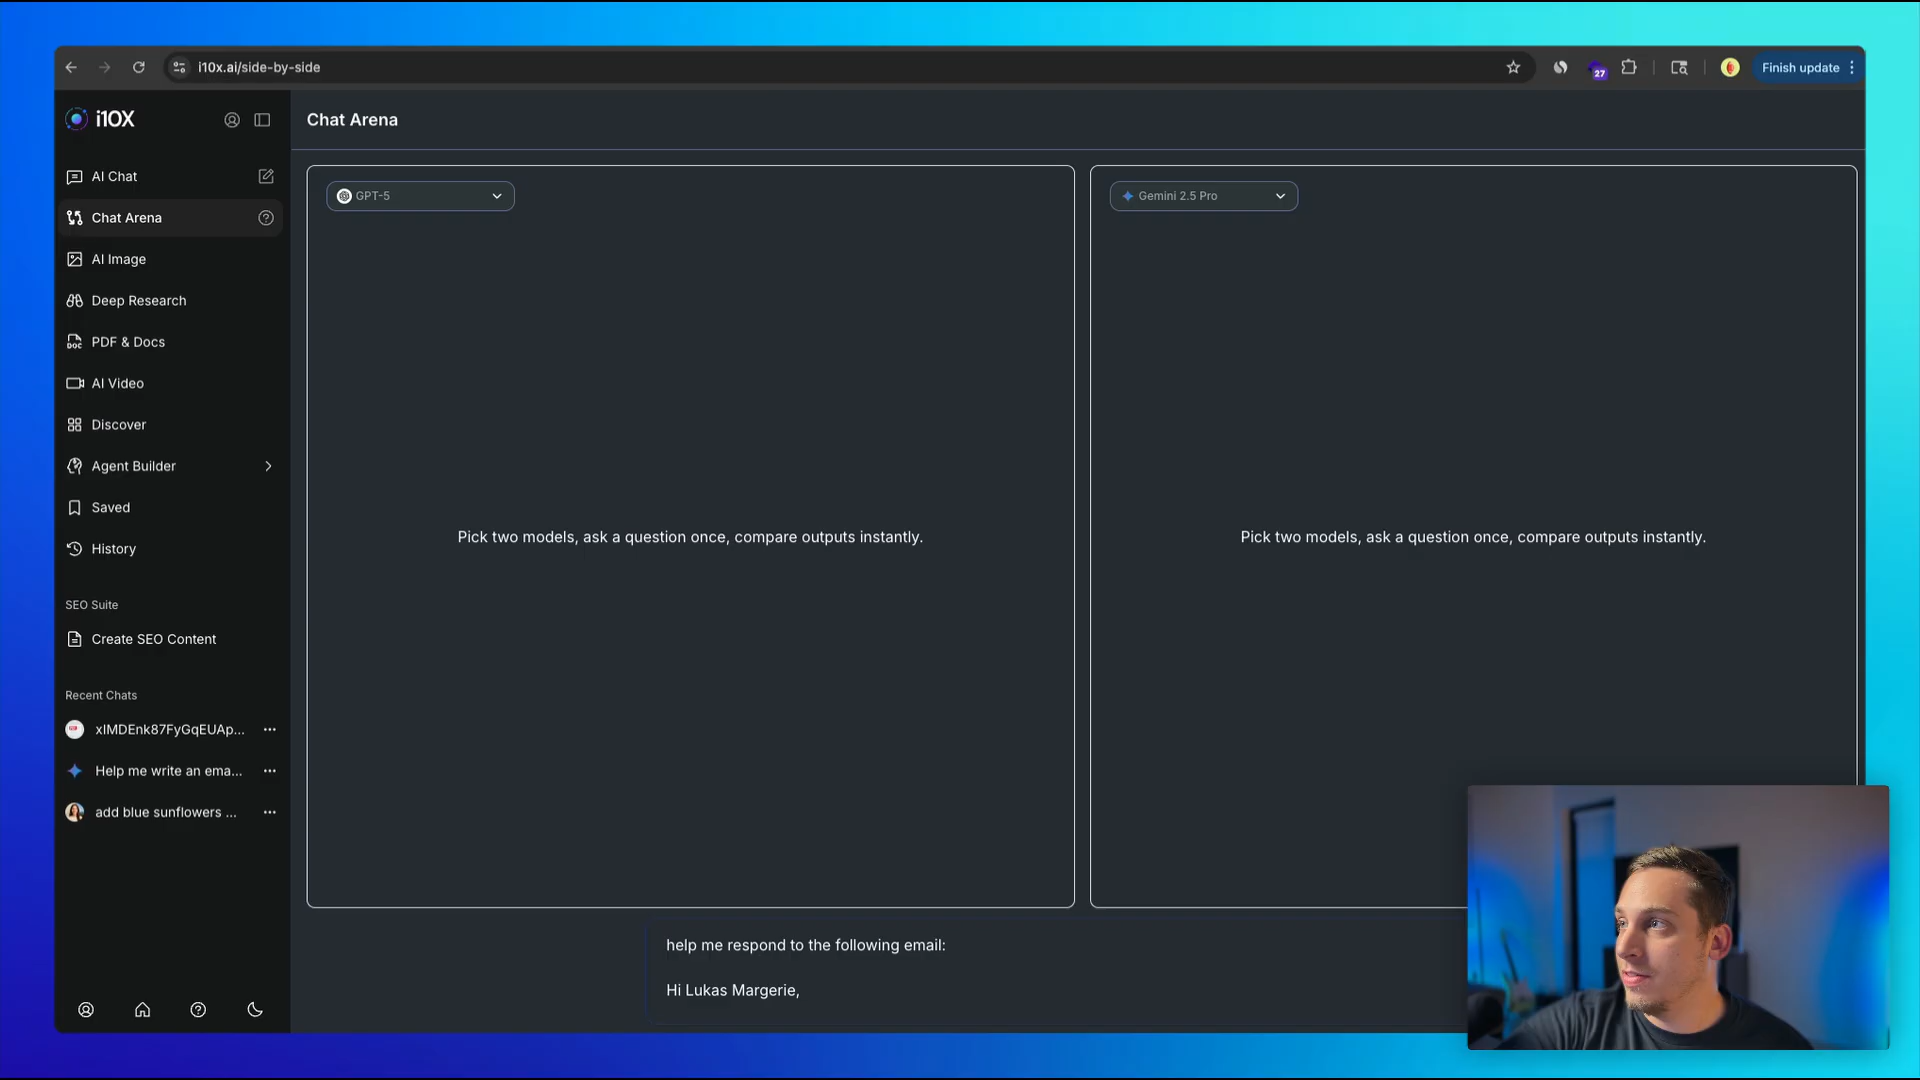 i10x.ai/side-by-side
27
Finish update
i10X
Chat Arena
AI Chat
Chat Arena
AI Image
Deep Research
PDF & Docs
AI Video
Discover
Agent Builder
Saved
History
SEO Suite
Create SEO Content
Recent Chats
xIMDEnk87FyGqEUAp...
Help me write an ema...
add blue sunflowers ...
GPT-5
Gemini 2.5 Pro
Pick two models, ask a question once, compare outputs instantly.
Pick two models, ask a question once, compare outputs instantly.
help me respond to the following email:
Hi Lukas Margerie,